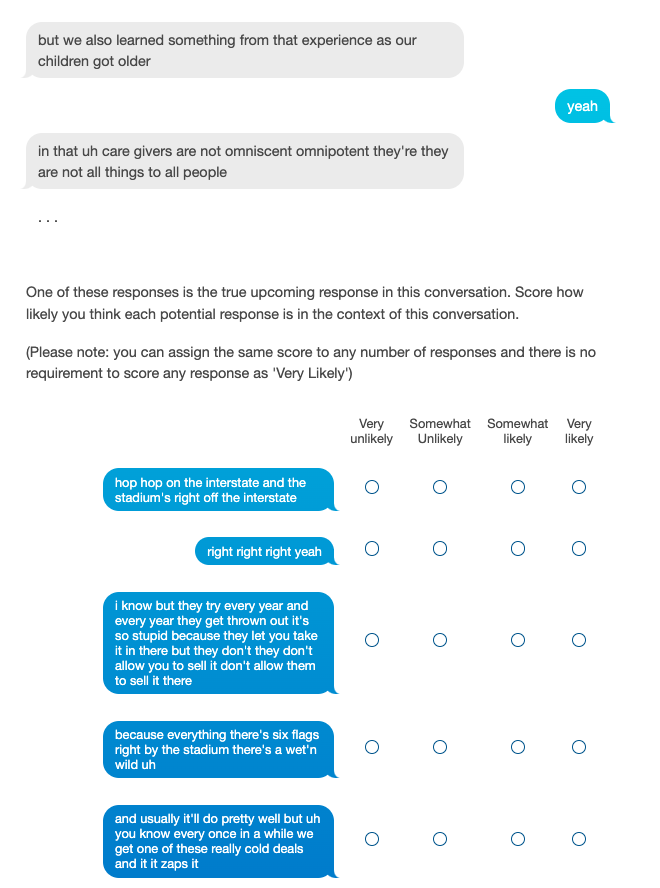 but we also learned something from that experience as our
children got older
yeah
in that uh care givers are not omniscent omnipotent they're they
are not all things to all people
...
One of these responses is the true upcoming response in this conversation. Score how
likely you think each potential response is in the context of this conversation.
(Please note: you can assign the same score to any number of responses and there is no
requirement to score any response as 'Very Likely')
Very unlikely
Somewhat Unlikely
Somewhat likely
Very likely
hop hop on the interstate and the
stadium's right off the interstate
right right right yeah
i know but they try every year and
every year they get thrown out it's
so stupid because they let you take
it in there but they don't they don't
allow you to sell it don't allow them
to sell it there
because everything there's six flags
right by the stadium there's a wet'n
wild uh
and usually it'll do pretty well but uh
you know every once in a while we
get one of these really cold deals
and it it zaps it